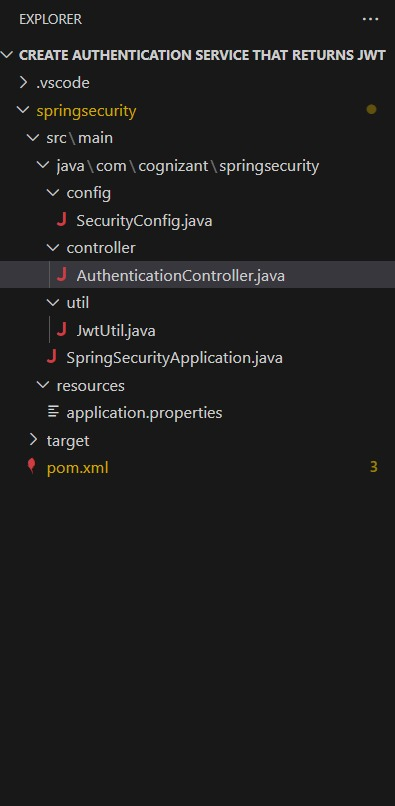 EXPLORER ...
CREATE AUTHENTICATION SERVICE THAT RETURNS JWT
.vscode
springsecurity
src\main
java\com\cognizant\springsecurity
config
J SecurityConfig.java
controller
J AuthenticationController.java
util
J JwtUtil.java
J SpringSecurityApplication.java
resources
application.properties
target
pom.xml 3